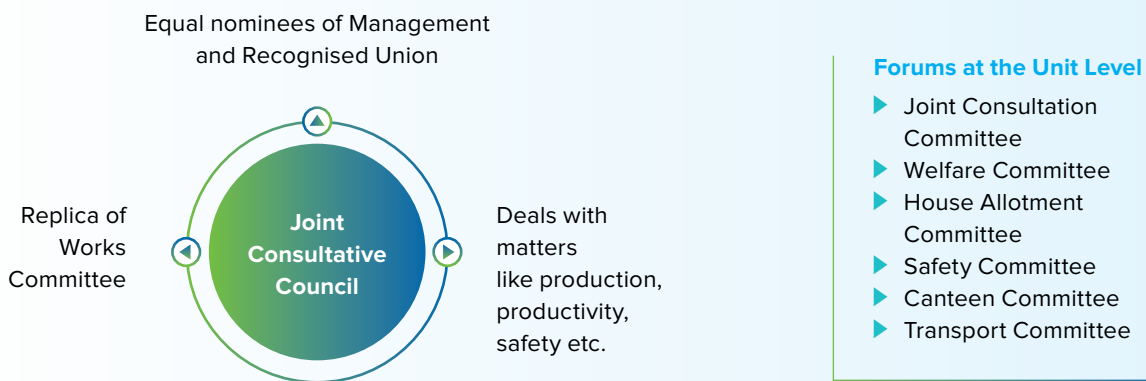 Equal nominees of Management
and Recognised Union
Replica of
Works
Committee
Joint
Consultative
Council
Deals with
matters
like production,
productivity,
safety etc.
Forums at the Unit Level
Joint Consultation
Committee
Welfare Committee
House Allotment
Committee
Safety Committee
Canteen Committee
Transport Committee